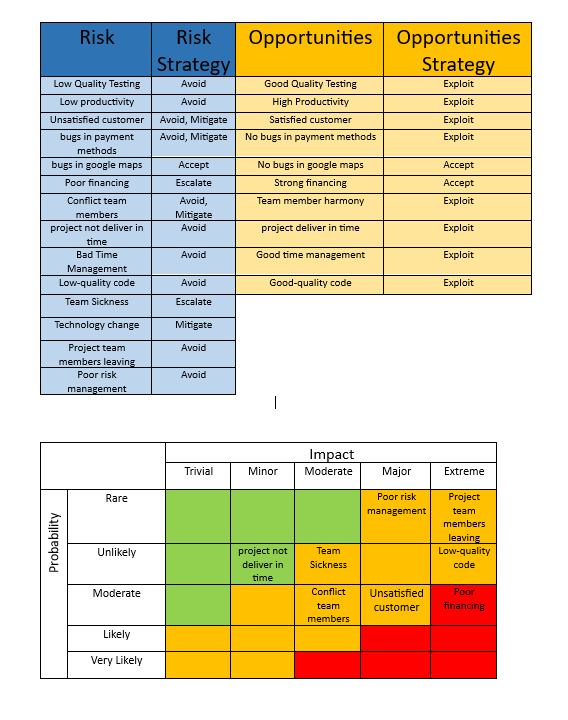 Risk Risk Strategy Opportunities Opportunities Strategy
Low Quality Testing Avoid Good Quality Testing Exploit
Low productivity Avoid High Productivity Exploit
Unsatisfied customer Avoid, Mitigate Satisfied customer Exploit
bugs in payment methods Avoid, Mitigate No bugs in payment methods Exploit
bugs in google maps Accept No bugs in google maps Accept
Poor financing Escalate Strong financing Accept
Conflict team members Avoid, Mitigate Team member harmony Exploit
project not deliver in time Avoid project deliver in time Exploit
Bad Time Management Avoid Good time management Exploit
Low-quality code Avoid Good-quality code Exploit
Team Sickness Escalate
Technology change Mitigate
Project team members leaving Avoid
Poor risk management Avoid
Impact
Trivial Minor Moderate Major Extreme
Probability
Rare Poor risk management Project team members leaving
Unlikely project not deliver in time Team Sickness Low-quality code
Moderate Conflict team members Unsatisfied customer Poor financing
Likely
Very Likely